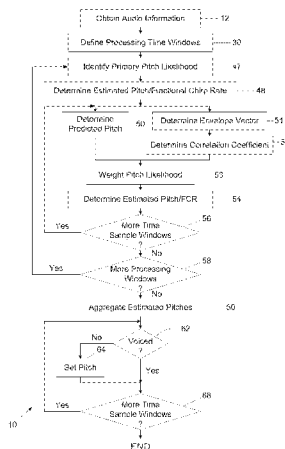 Obtain Audio Information
12
Define Processing Time Windows
30
Identify Primary Pitch Likelihood
47
Determine Estimated Pitch/Fractional Chirp Rate
48
Determine
Predicted Pitch
50
Determine Envelope Vector
51
Determine Correlation Coefficient
Weight Pitch Likelihood
53
Determine Estimated Pitch/FCR
54
More Time
Sample Windows
?
56
Yes
No
More Processing
Windows
?
58
Yes
No
Aggregate Estimated Pitches
Voiced
?
62
No
64
Set Pitch
Yes
More Time
Sample Windows
?
68
Yes
No
10
END